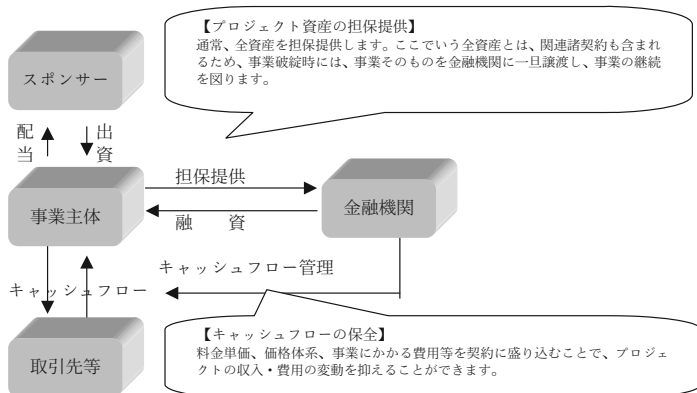 【プロジェクト資産の担保提供】
通常、全資産を担保提供します。ここでいう全資産とは、関連諸契約も含まれ
るため、事業破綻時には、事業そのものを金融機関に一旦譲渡し、事業の継続
を図ります。
スポンサー
配当
出資
担保提供
事業主体
金融機関
融 資
キャッシュフロー管理
キャッシュフロー
【キャッシュフローの保全】
料金単価、価格体系、事業にかかる費用等を契約に盛り込むことで、プロジェ
クトの収入・費用の変動を抑えることができます。
取引先等